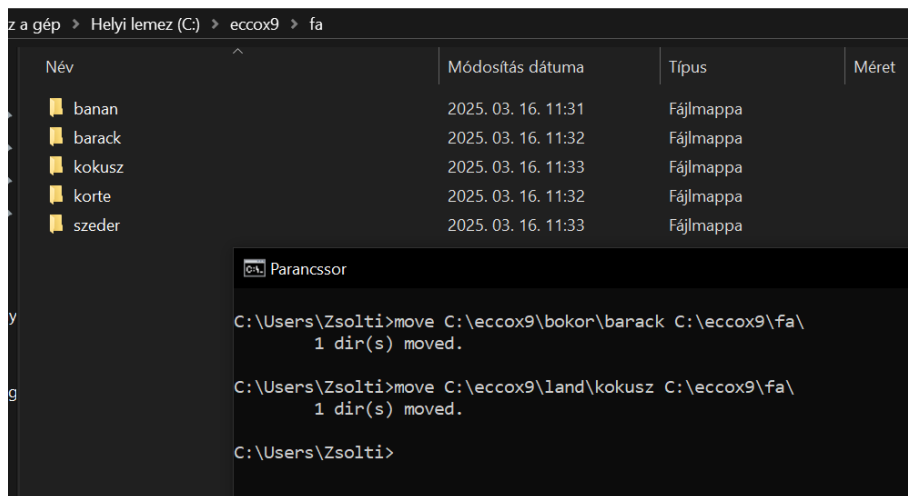 z a gép > Helyi lemez (C:) > eccox9 > fa
Név Módosítás dátuma Típus Méret
banan 2025. 03. 16. 11:31 Fájlmappa
barack 2025. 03. 16. 11:32 Fájlmappa
kokusz 2025. 03. 16. 11:33 Fájlmappa
korte 2025. 03. 16. 11:32 Fájlmappa
szeder 2025. 03. 16. 11:33 Fájlmappa
Parancssor
y
C:\Users\Zsolti>move C:\eccox9\bokor\barack C:\eccox9\fa\
1 dir(s) moved.
g
C:\Users\Zsolti>move C:\eccox9\land\kokusz C:\eccox9\fa\
1 dir(s) moved.
C:\Users\Zsolti>